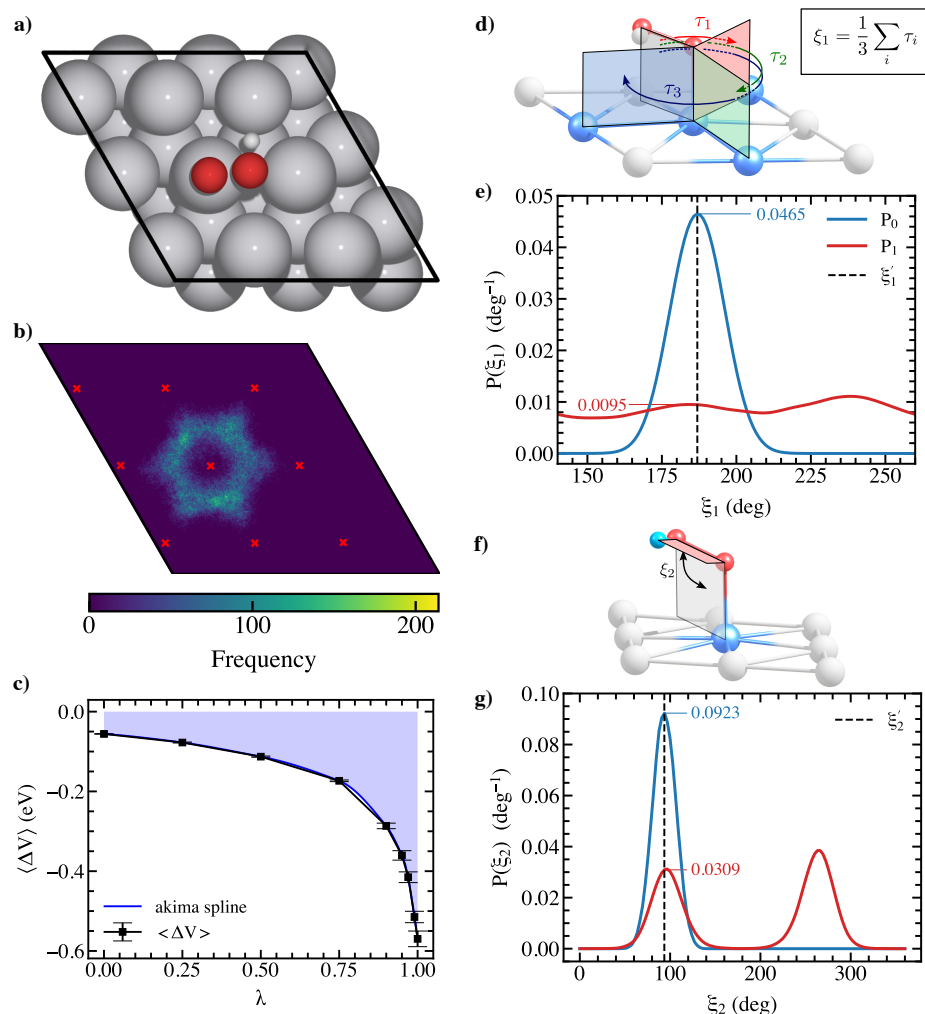 a)
b)
0 100 200
Frequency
c)
0.0
−0.2
−0.4
−0.6
⟨ΔV⟩ (eV)
akima spline
<ΔV>
0.00 0.25 0.50 0.75 1.00
λ
d)
τ₁
τ₂
τ₃
ξ₁ = 1/3 ∑ᵢ τᵢ
e)
0.05
0.04
0.03
0.02
0.01
0.00
P(ξ₁) (deg⁻¹)
0.0465
0.0095
P₀
P₁
ξ₁′
150 175 200 225 250
ξ₁ (deg)
f)
ξ₂
g)
0.10
0.08
0.06
0.04
0.02
0.00
P(ξ₂) (deg⁻¹)
0.0923
0.0309
ξ₂′
0 100 200 300
ξ₂ (deg)